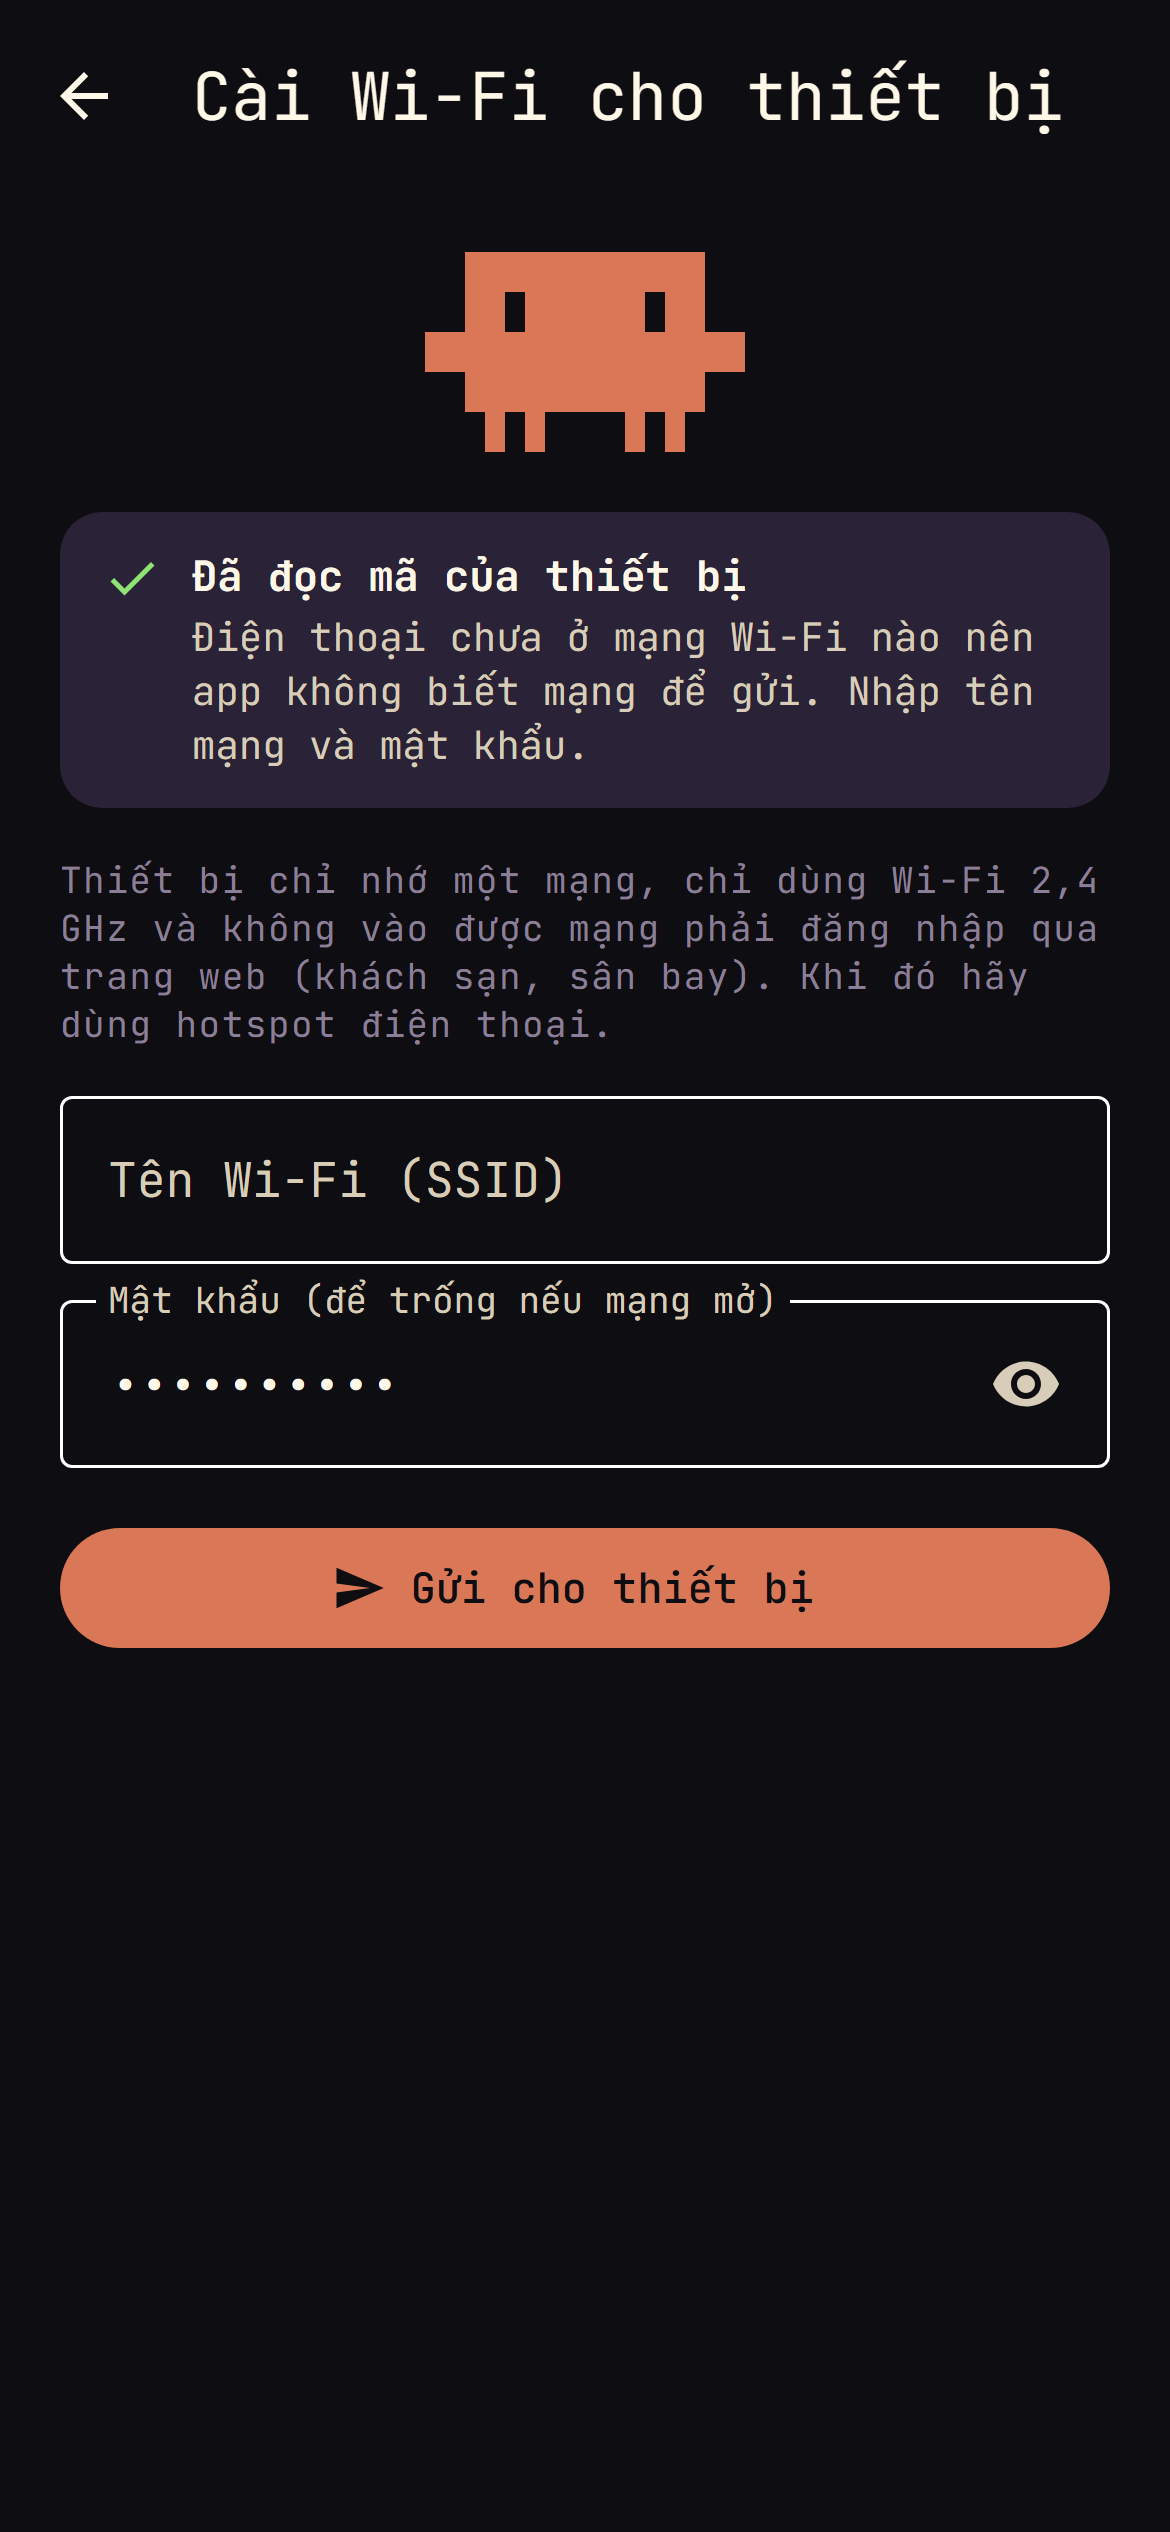 Cài Wi-Fi cho thiết bị
Đã đọc mã của thiết bị
Điện thoại chưa ở mạng Wi-Fi nào nên
app không biết mạng để gửi. Nhập tên
mạng và mật khẩu.
Thiết bị chỉ nhớ một mạng, chỉ dùng Wi-Fi 2,4
GHz và không vào được mạng phải đăng nhập qua
trang web (khách sạn, sân bay). Khi đó hãy
dùng hotspot điện thoại.
Tên Wi-Fi (SSID)
Mật khẩu (để trống nếu mạng mở)
••••••••••
Gửi cho thiết bị